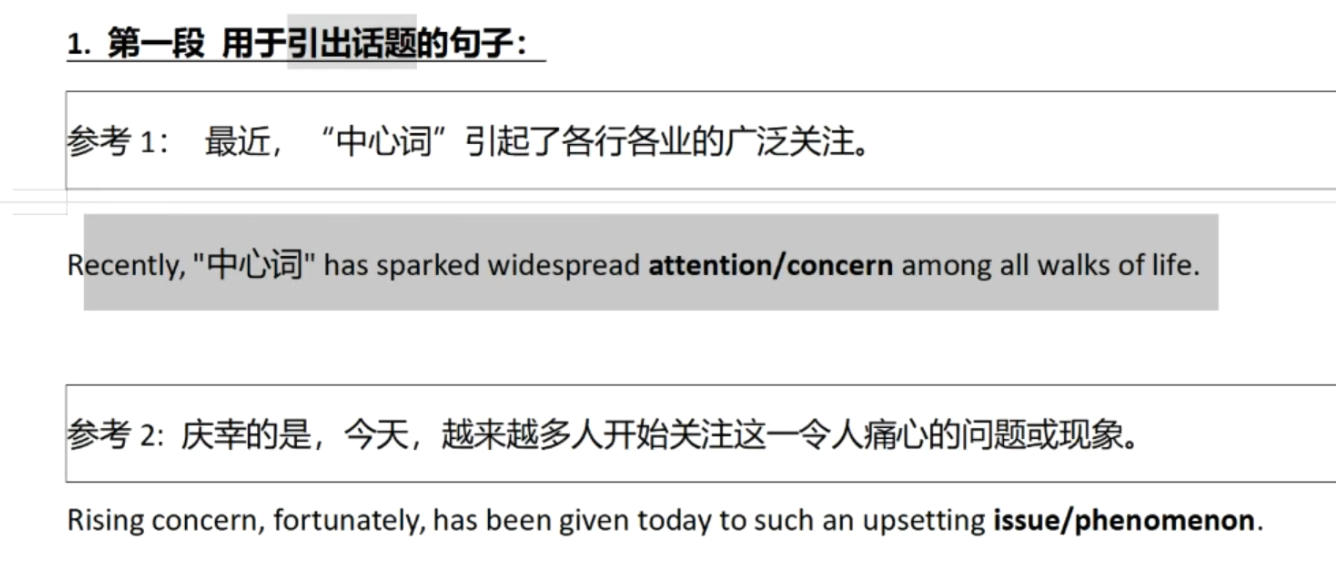 1. 第一段 用于引出话题的句子：
参考 1： 最近，“中心词”引起了各行各业的广泛关注。
Recently, "中心词" has sparked widespread attention/concern among all walks of life.
参考 2: 庆幸的是，今天，越来越多人开始关注这一令人痛心的问题或现象。
Rising concern, fortunately, has been given today to such an upsetting issue/phenomenon.